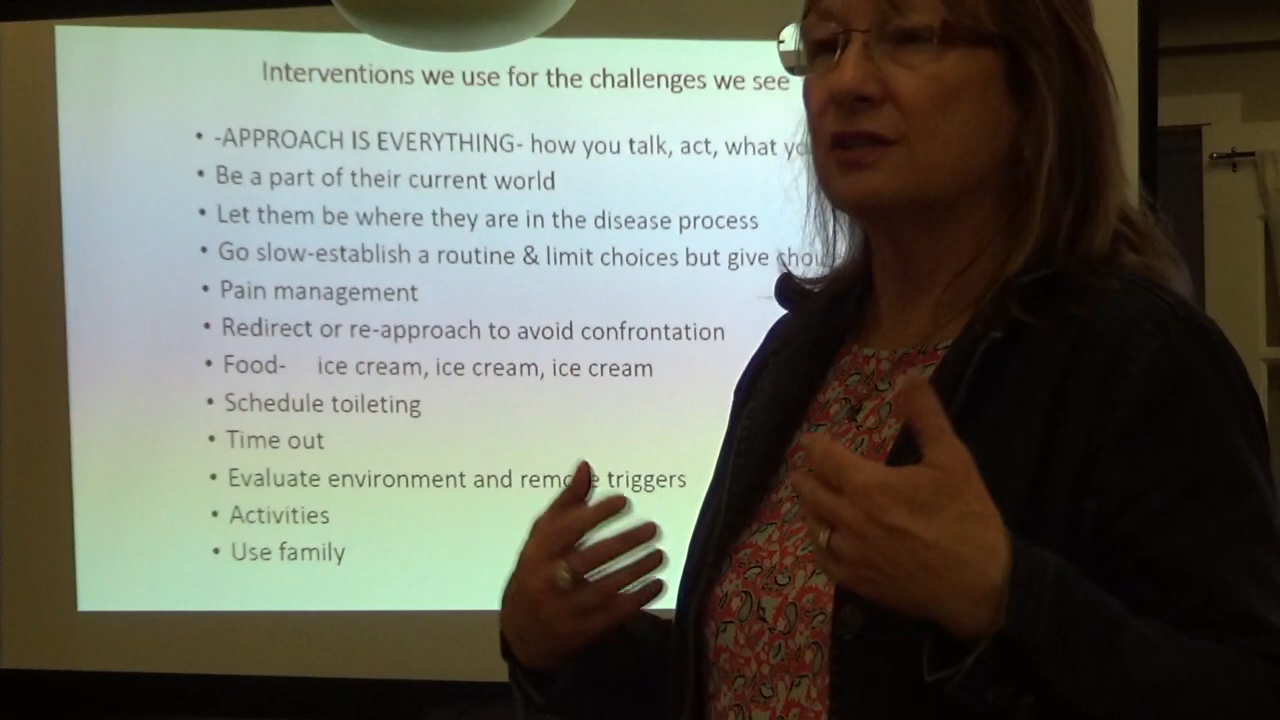 Interventions we use for the challenges we see
• -APPROACH IS EVERYTHING- how you talk, act, what
• Be a part of their current world
• Let them be where they are in the disease process
• Go slow-establish a routine & limit choices but give
• Pain management
• Redirect or re-approach to avoid confrontation
• Food- ice cream, ice cream, ice cream
• Schedule toileting
• Time out
• Evaluate environment and remove triggers
• Activities
• Use family